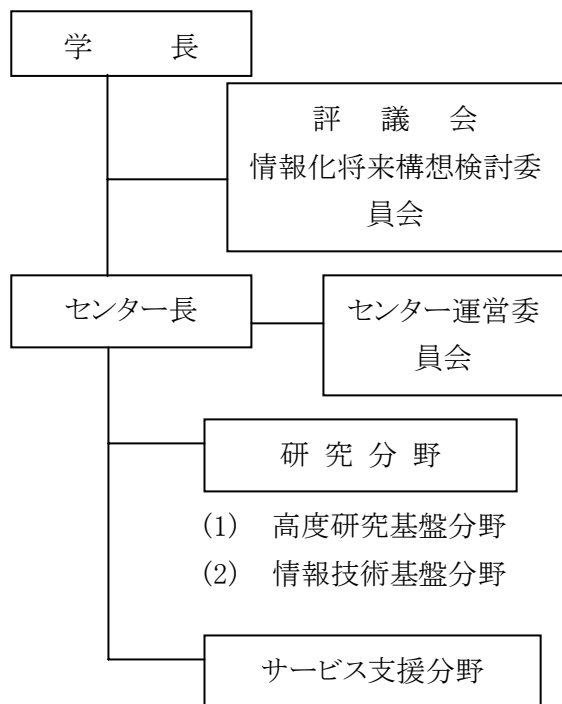 学　　長
評　議　会
情報化将来構想検討委
員会
センター長
センター運営委
員会
研 究 分 野
(1)　高度研究基盤分野
(2)　情報技術基盤分野
サービス支援分野